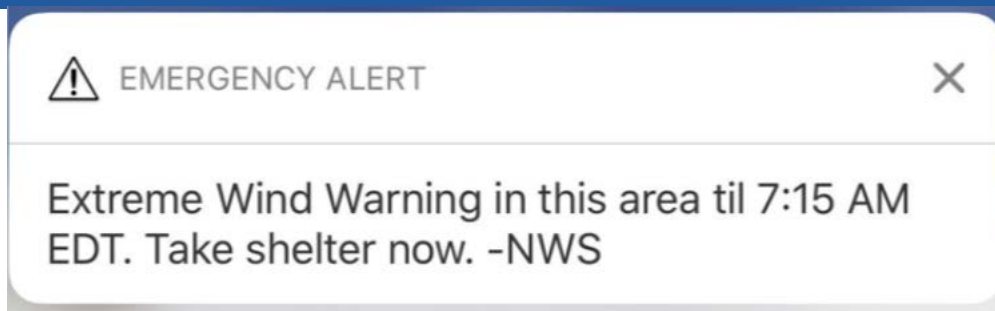 EMERGENCY ALERT
Extreme Wind Warning in this area til 7:15 AM
EDT. Take shelter now. -NWS